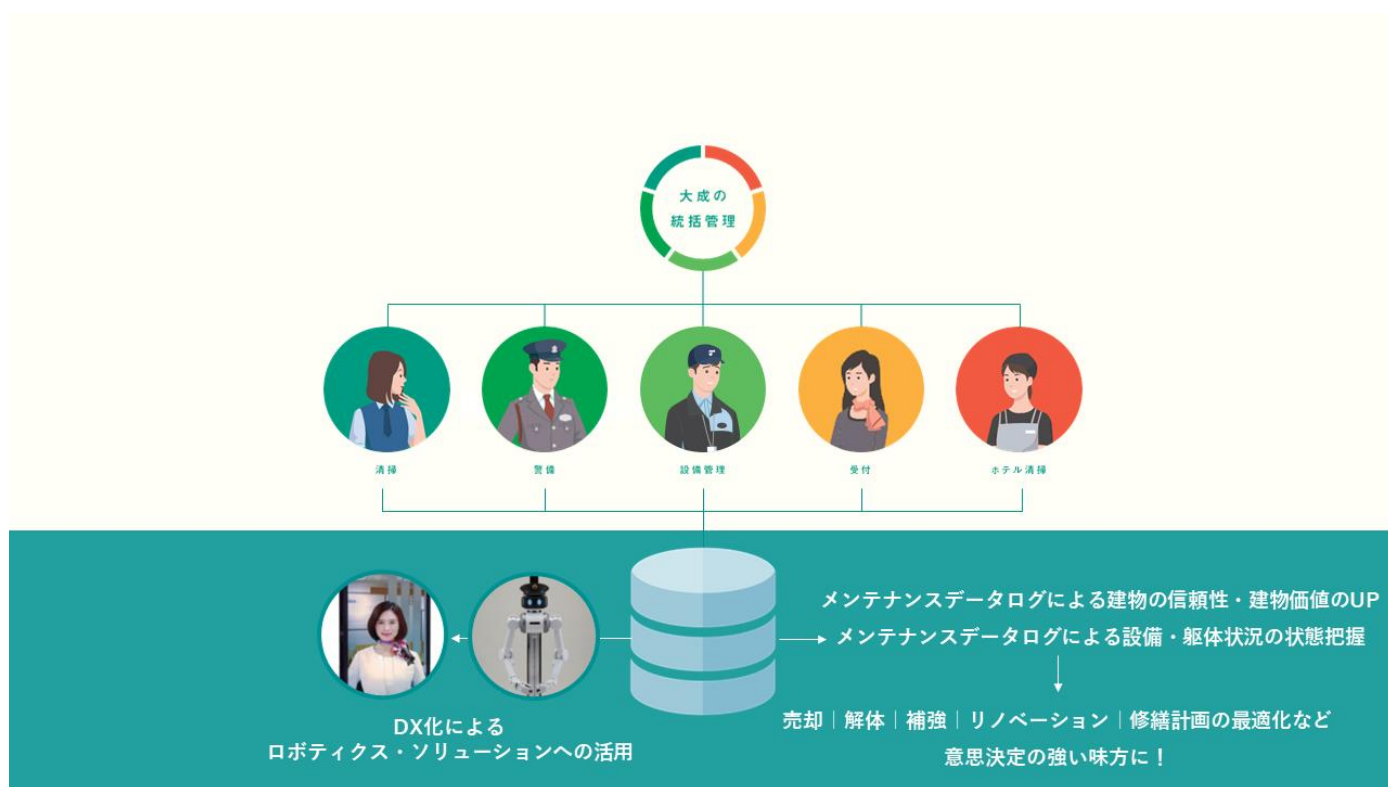 大成の
統括管理
清掃
警備
設備管理
受付
ホテル清掃
メンテナンスデータログによる建物の信頼性・建物価値のUP
メンテナンスデータログによる設備・躯体状況の状態把握
売却｜解体｜補強｜リノベーション｜修繕計画の最適化など
意思決定の強い味方に！
DX化による
ロボティクス・ソリューションへの活用